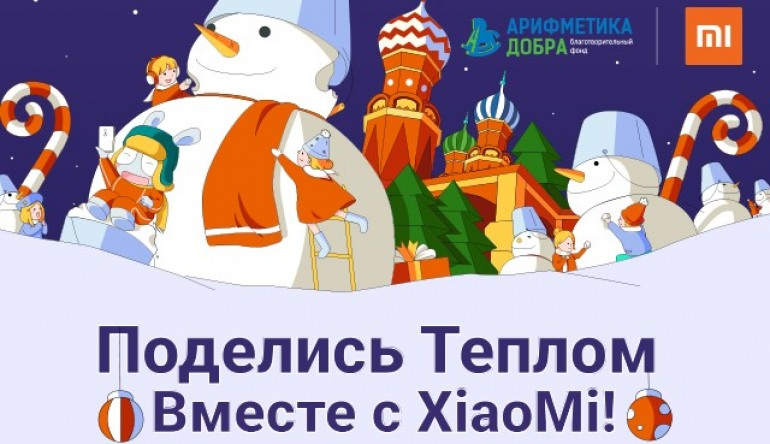 АРИФМЕТИКА
ДОБРА благотворительный
фонд
mi
Поделись Теплом
Вместе с XiaoMi!